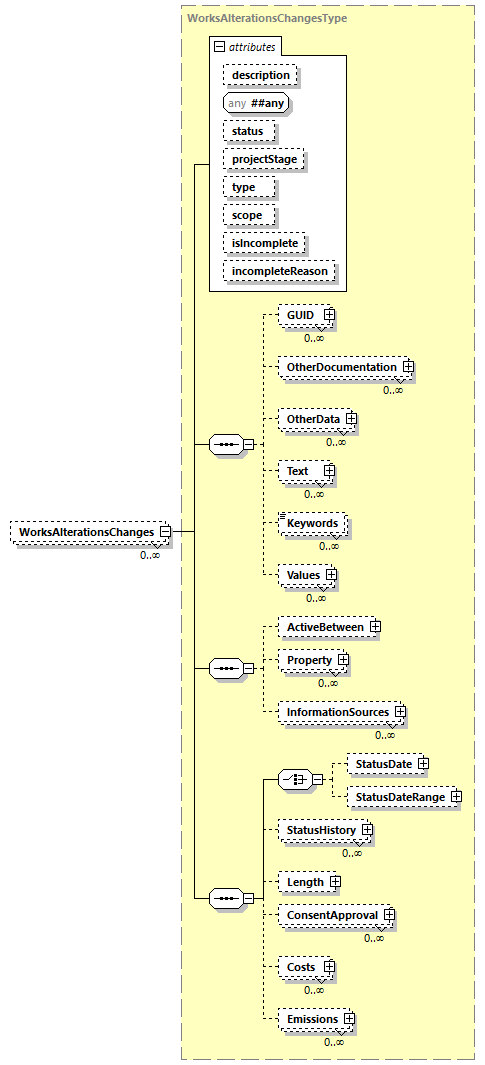 WorksAlterationsChangesType
attributes
description
any ##any
status
projectStage
type
scope
isIncomplete
incompleteReason
GUID
0..∞
OtherDocumentation
0..∞
OtherData
0..∞
Text
0..∞
Keywords
0..∞
Values
0..∞
WorksAlterationsChanges
0..∞
ActiveBetween
Property
0..∞
InformationSources
0..∞
StatusDate
StatusDateRange
StatusHistory
0..∞
Length
ConsentApproval
0..∞
Costs
0..∞
Emissions
0..∞